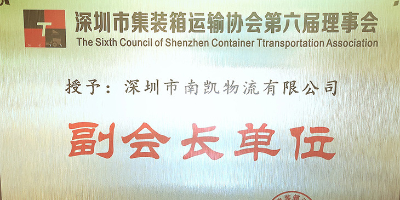 深圳市集装箱运输协会第六届理事会
The Sixth Council of Shenzhen Container Ttransportation Association
授予：深圳市南凯物流有限公司
副会长单位